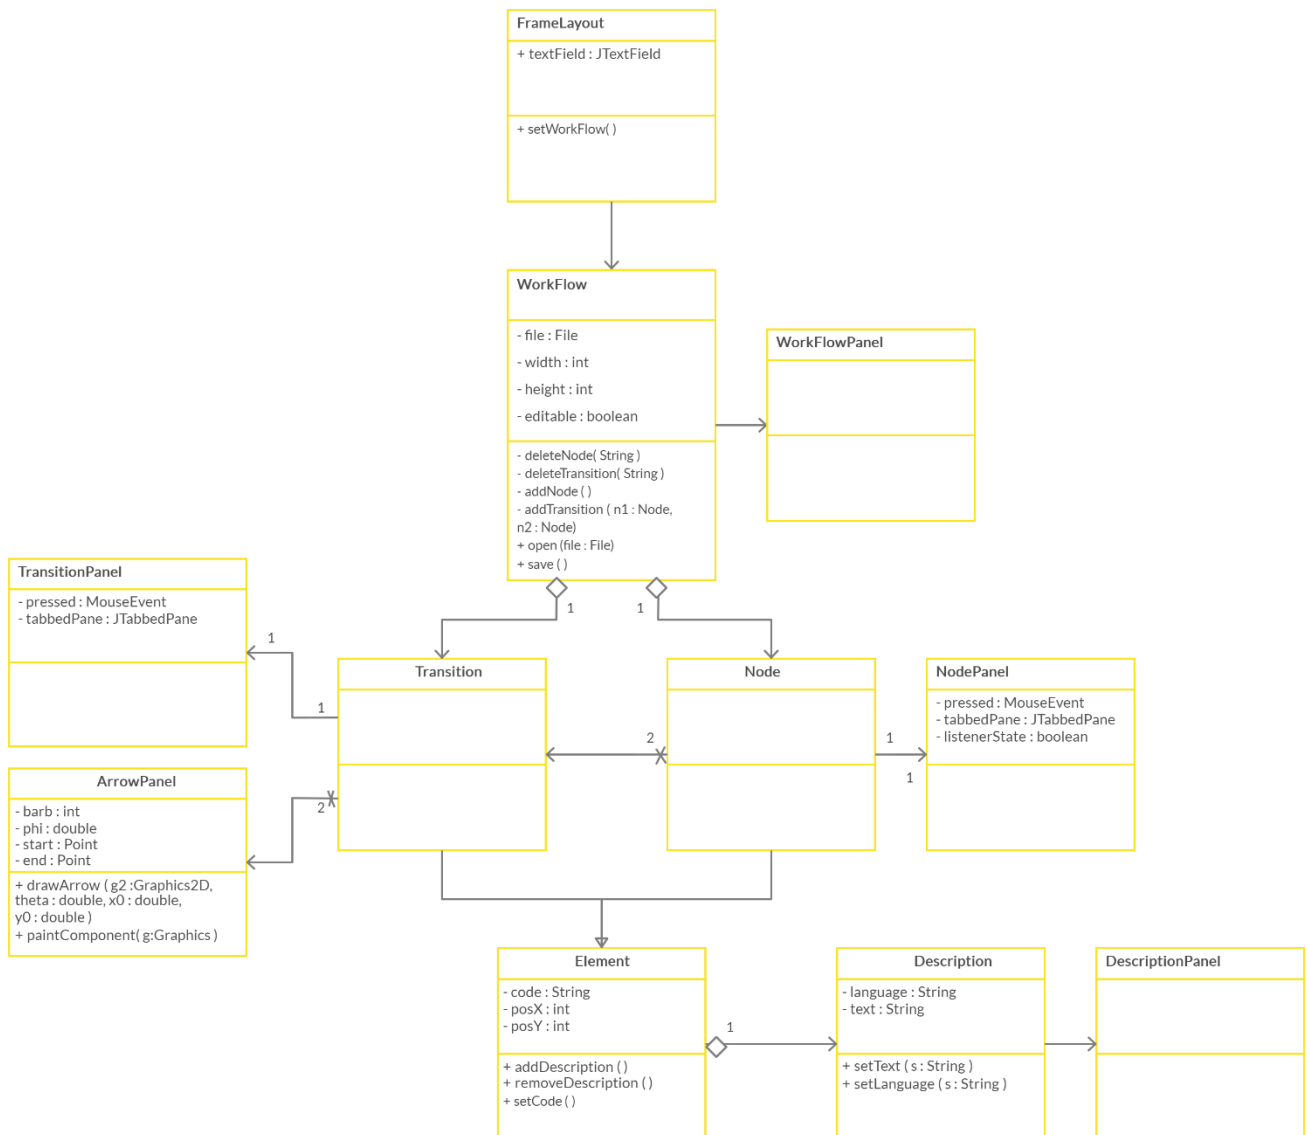 FrameLayout
+ textField : JTextField
+ setWorkFlow( )
WorkFlow
- file : File
- width : int
- height : int
- editable : boolean
- deleteNode( String )
- deleteTransition( String )
- addNode ( )
- addTransition ( n1 : Node,
n2 : Node)
+ open (file : File)
+ save ( )
1
1
WorkFlowPanel
TransitionPanel
- pressed : MouseEvent
- tabbedPane : JTabbedPane
1
1
Transition
2
Node
1
1
NodePanel
- pressed : MouseEvent
- tabbedPane : JTabbedPane
- listenerState : boolean
ArrowPanel
- barb : int
- phi : double
- start : Point
- end : Point
+ drawArrow ( g2 :Graphics2D,
theta : double, x0 : double,
y0 : double )
+ paintComponent( g:Graphics )
2
Element
- code : String
- posX : int
- posY : int
+ addDescription ( )
+ removeDescription ( )
+ setCode ( )
1
Description
- language : String
- text : String
+ setText ( s : String )
+ setLanguage ( s : String )
DescriptionPanel